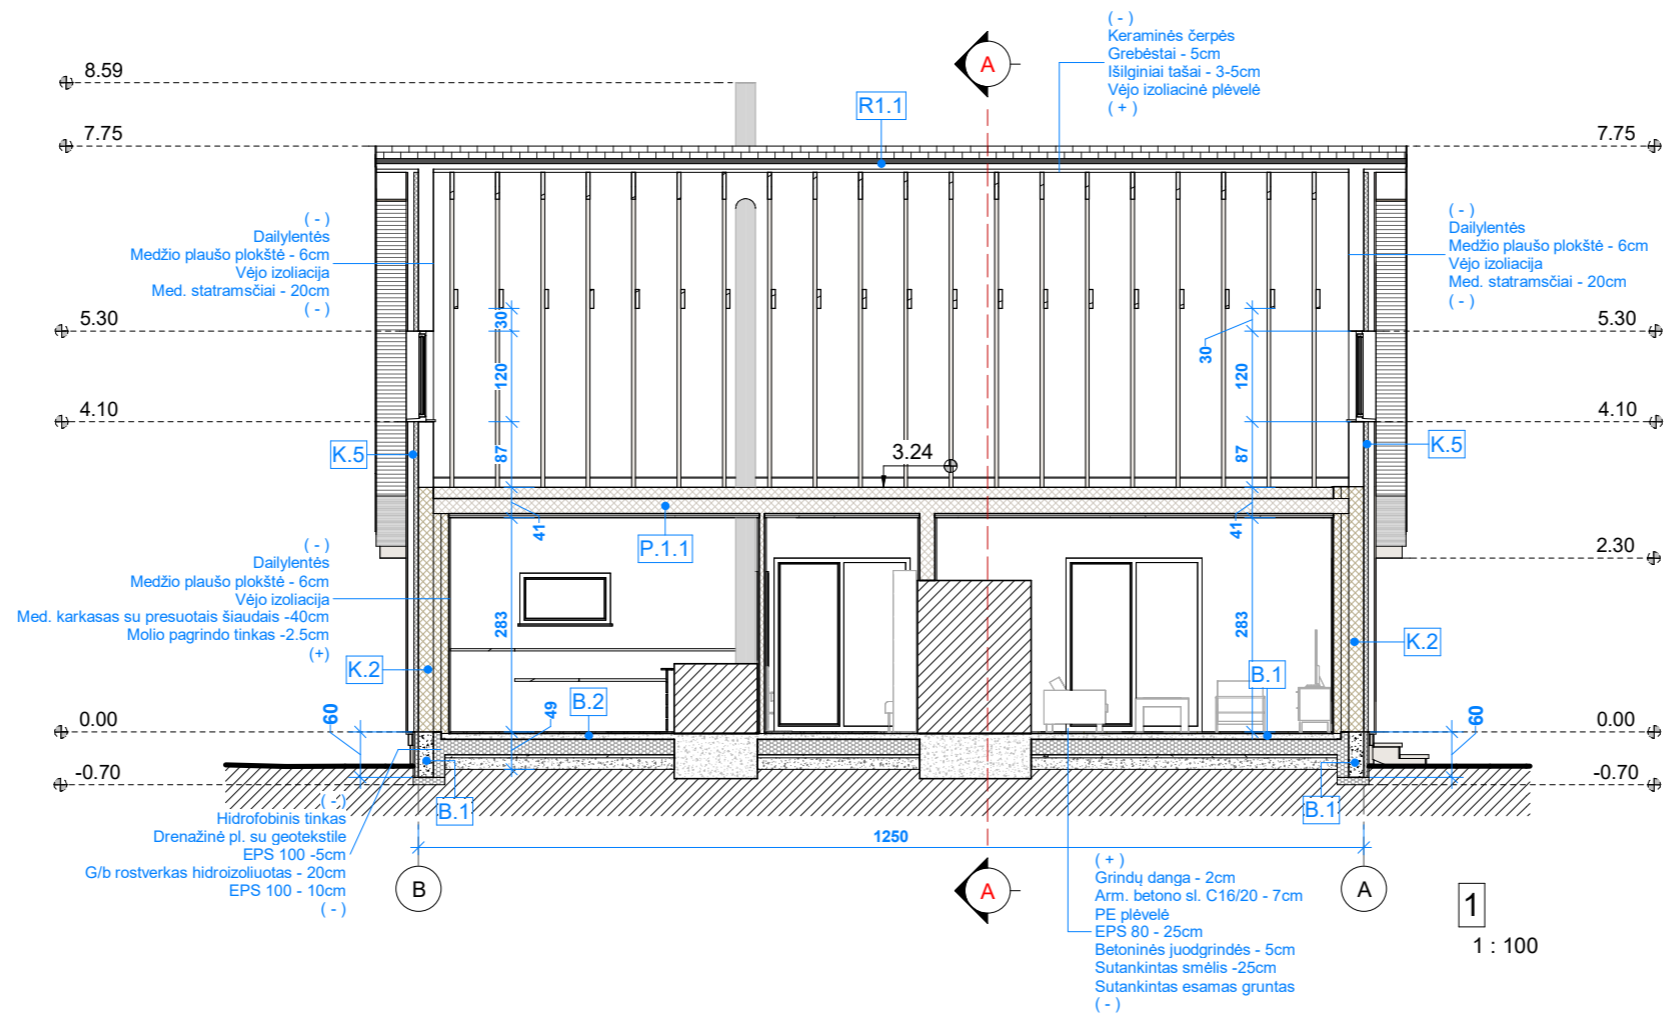 ( - )
Keraminės čerpės
Grebėstai - 5cm
Išilginiai tašai - 3-5cm
Vėjo izoliacinė plėvelė
( + )
A
8.59
R1.1
7.75
7.75
( - )
Dailylentės
Medžio plaušo plokštė - 6cm
Vėjo izoliacija
Med. statramsčiai - 20cm
( - )
( - )
Dailylentės
Medžio plaušo plokštė - 6cm
Vėjo izoliacija
Med. statramsčiai - 20cm
( - )
5.30
30
30
5.30
120
120
4.10
4.10
K.5
87
3.24
87
K.5
41
P.1.1
41
2.30
( - )
Dailylentės
Medžio plaušo plokštė - 6cm
Vėjo izoliacija
Med. karkasas su presuotais šiaudais -40cm
Molio pagrindo tinkas -2.5cm
(+)
283
283
K.2
K.2
B.1
B.2
0.00
60
49
60
0.00
-0.70
-0.70
B.1
B.1
( - )
Hidrofobinis tinkas
Drenažinė pl. su geotekstile
EPS 100 -5cm
G/b rostverkas hidroizoliuotas - 20cm
EPS 100 - 10cm
( - )
1250
B
A
A
( + )
Grindų danga - 2cm
Arm. betono sl. C16/20 - 7cm
PE plėvelė
EPS 80 - 25cm
Betoninės juodgrindės - 5cm
Sutankintas smėlis -25cm
Sutankintas esamas gruntas
( - )
1
1 : 100